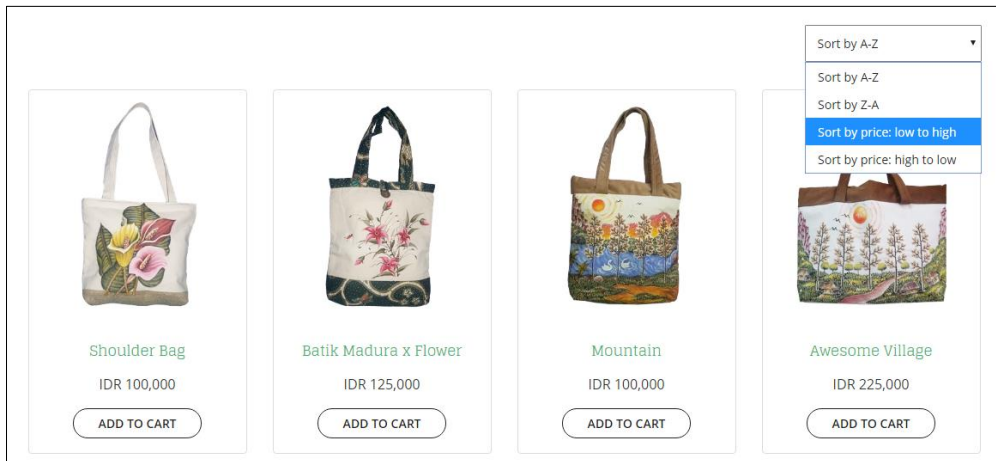 Sort by A-Z
Sort by A-Z
Sort by Z-A
Sort by price: low to high
Sort by price: high to low
Shoulder Bag
IDR 100,000
ADD TO CART
Batik Madura x Flower
IDR 125,000
ADD TO CART
Mountain
IDR 100,000
ADD TO CART
Awesome Village
IDR 225,000
ADD TO CART